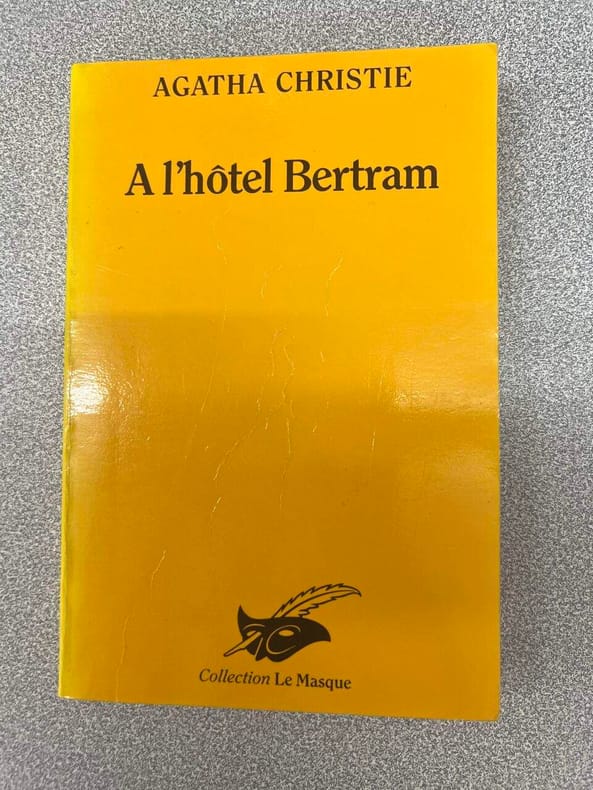 AGATHA CHRISTIE
A l'hôtel Bertram
Collection Le Masque